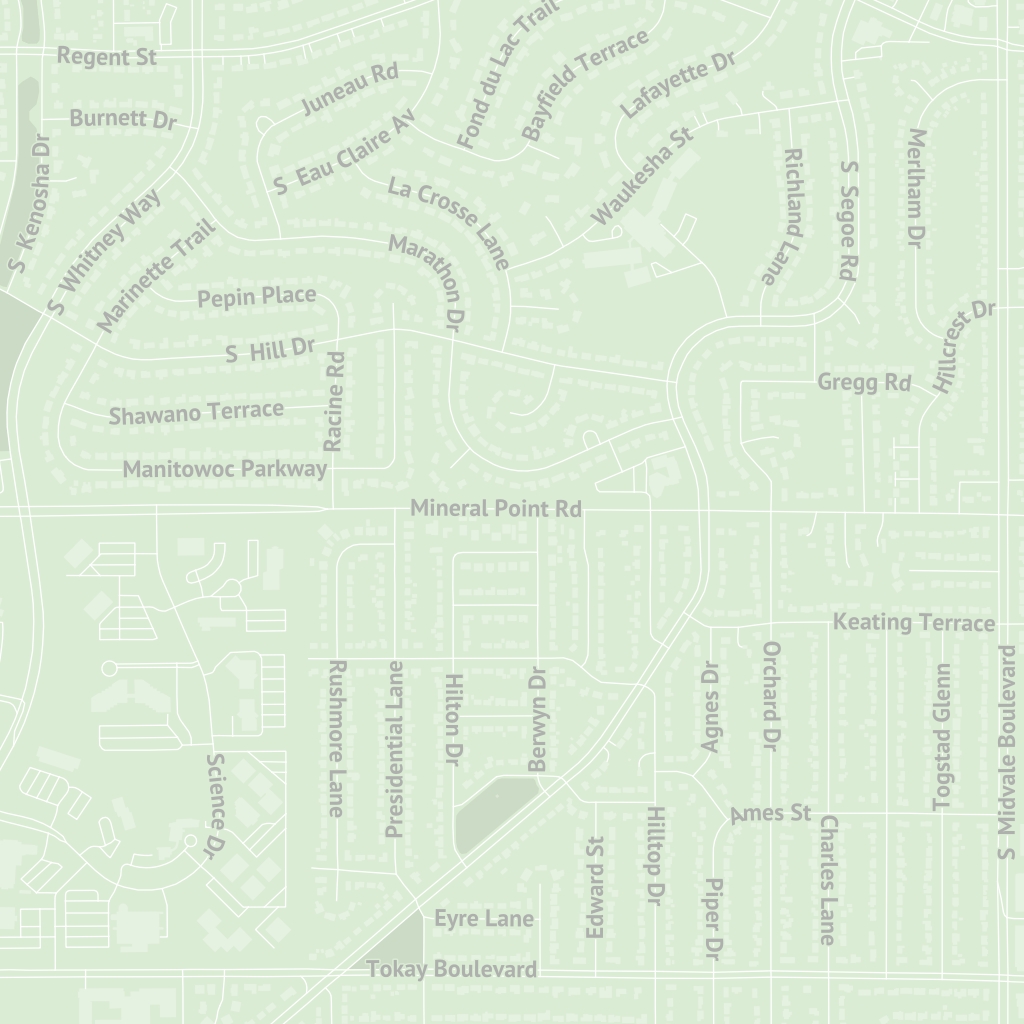 Regent St
Juneau Rd
Fond du Lac Trail
Bayfield Terrace
Lafayette Dr
Burnett Dr
S Eau Claire Av
S Kenosha Dr
Waukesha St
Merlham Dr
Richland Lane
S Segoe Rd
La Crosse Lane
S Whitney Way
Marinette Trail
Marathon Dr
Pepin Place
Hillcrest Dr
S Hill Dr
Racine Rd
Gregg Rd
Shawano Terrace
Manitowoc Parkway
Mineral Point Rd
Keating Terrace
Rushmore Lane
Presidential Lane
Hilton Dr
Berwyn Dr
Agnes Dr
Orchard Dr
Togstad Glenn
S Midvale Boulevard
Science Dr
Ames St
Hilltop Dr
Edward St
Charles Lane
Piper Dr
Eyre Lane
Tokay Boulevard